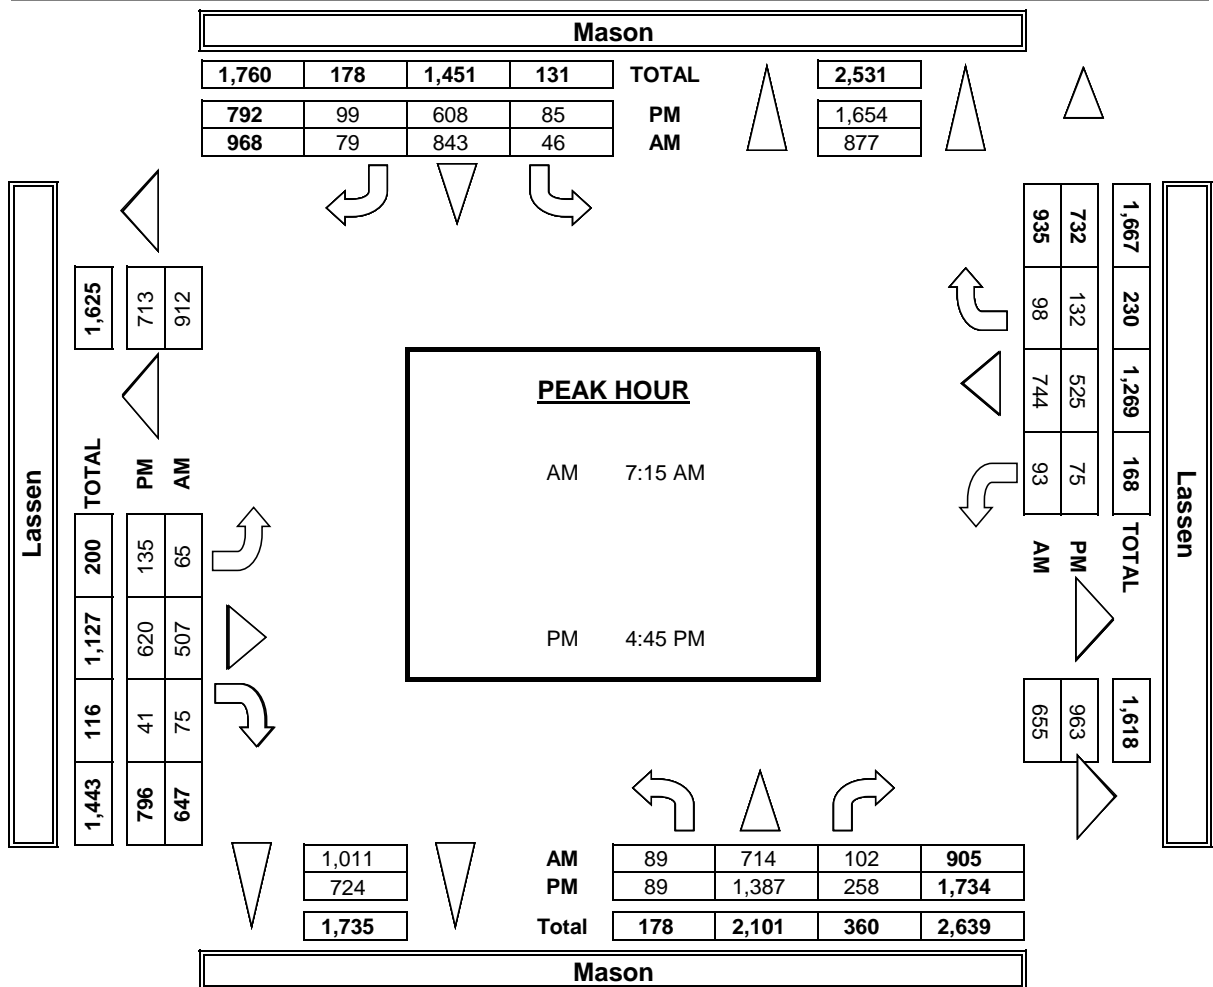 Mason
1,760 178 1,451 131 TOTAL 2,531
792 99 608 85 PM 1,654
968 79 843 46 AM 877
Lassen
1,625 713 912
TOTAL PM AM
200 135 65
1,127 620 507
116 41 75
1,443 796 647
PEAK HOUR
AM 7:15 AM
PM 4:45 PM
935 732 1,667
98 132 230
744 525 1,269
93 75 168
AM PM TOTAL
655 963 1,618
Lassen
1,011 AM 89 714 102 905
724 PM 89 1,387 258 1,734
1,735 Total 178 2,101 360 2,639
Mason